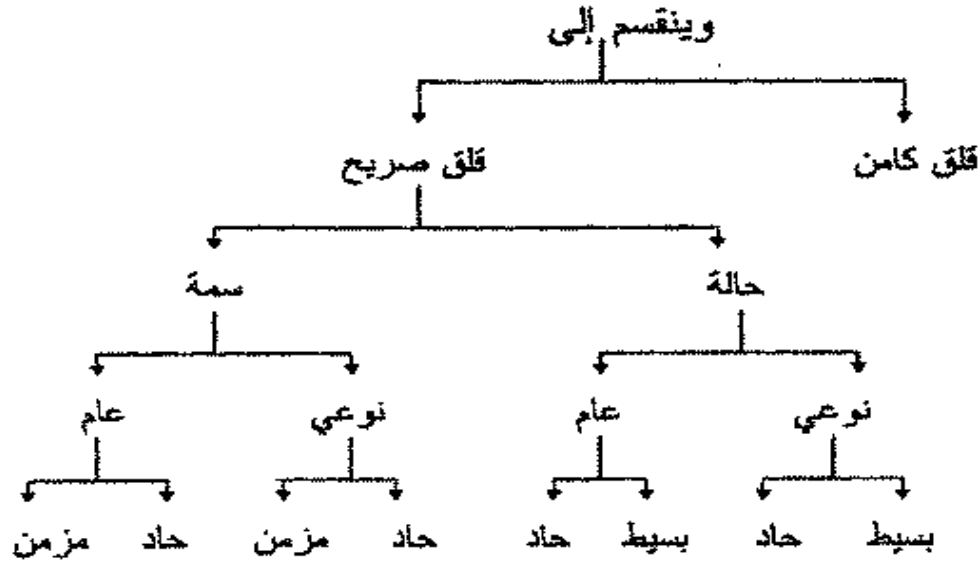 وينقسم إلى
قلق كامن قلق صريح
حالة سمة
نوعي عام نوعي عام
بسيط حاد بسيط حاد حاد مزمن حاد مزمن